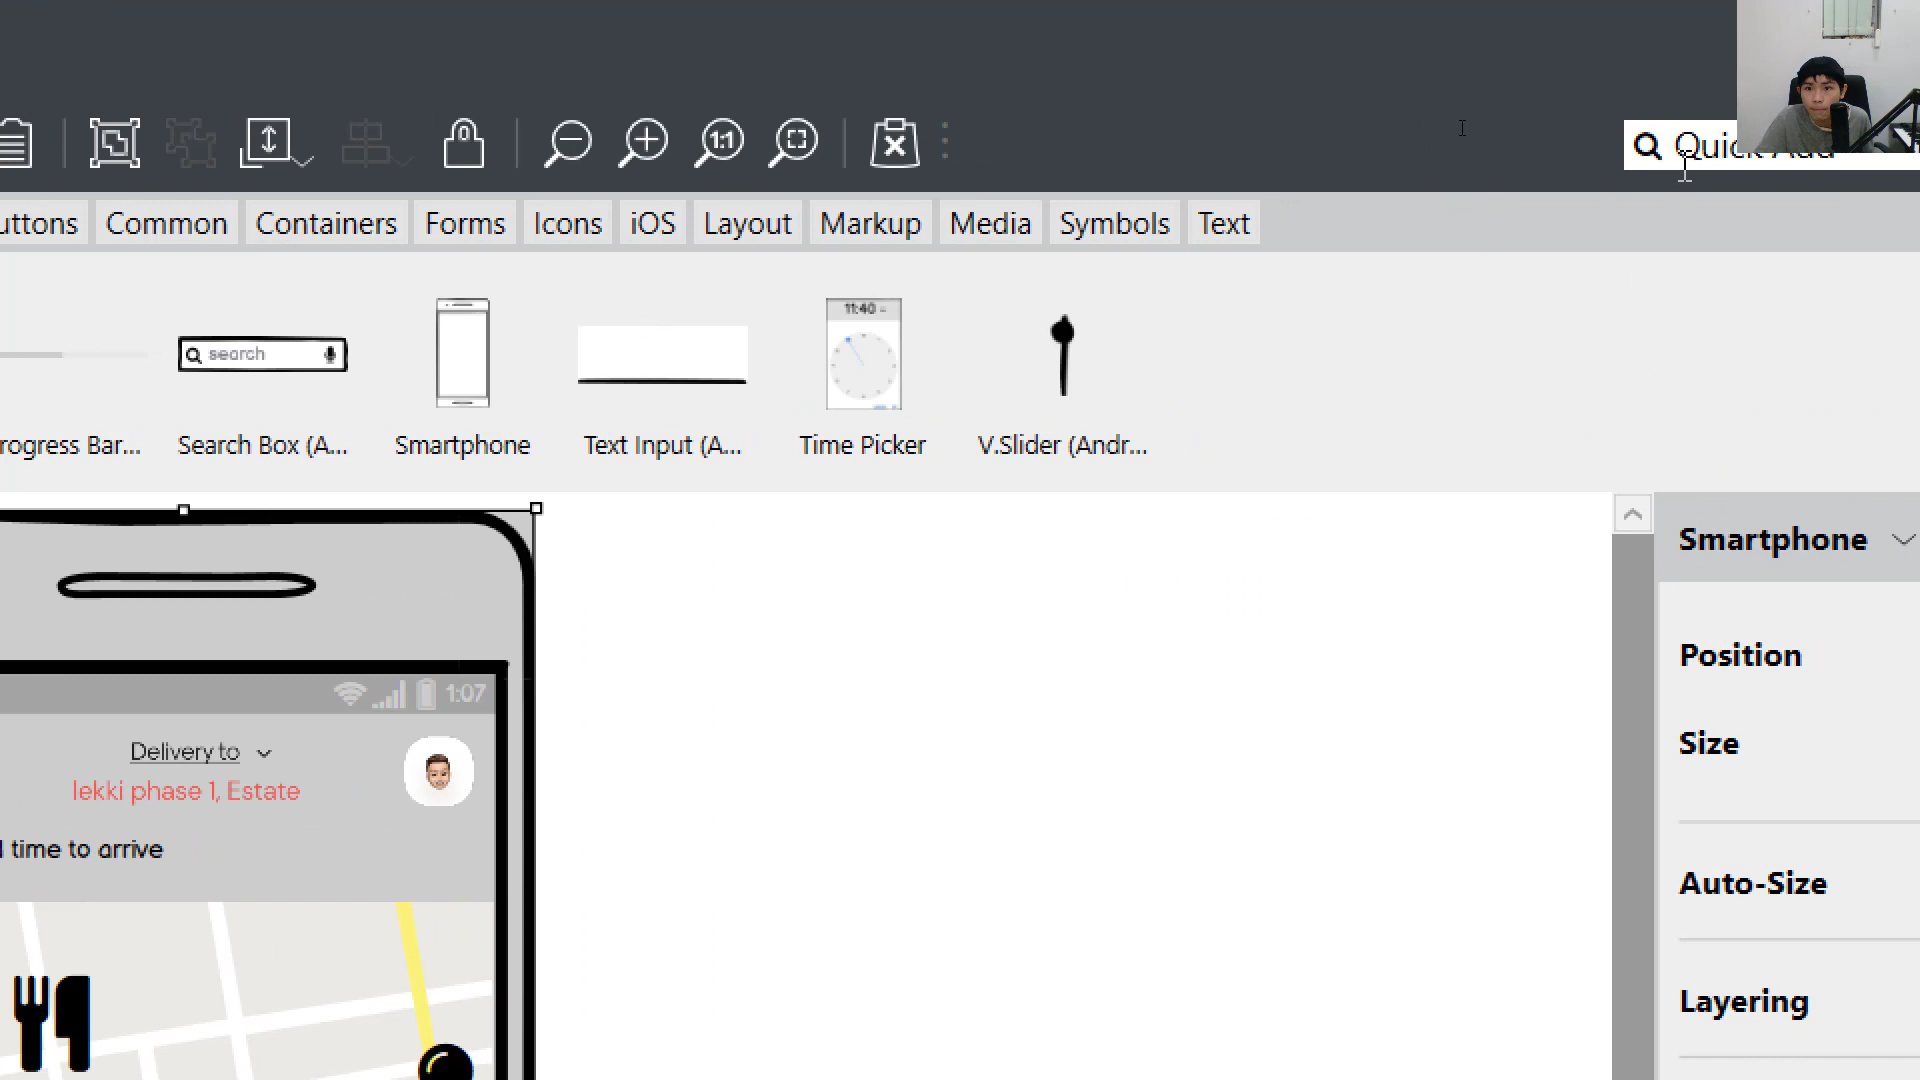 1:1
Quick Add
uttons Common Containers Forms Icons iOS Layout Markup Media Symbols Text
11:40
search
rogress Bar... Search Box (A... Smartphone Text Input (A... Time Picker V.Slider (Andr...
Smartphone
Position
Size
Auto-Size
Layering
1:07
Delivery to
lekki phase 1, Estate
time to arrive